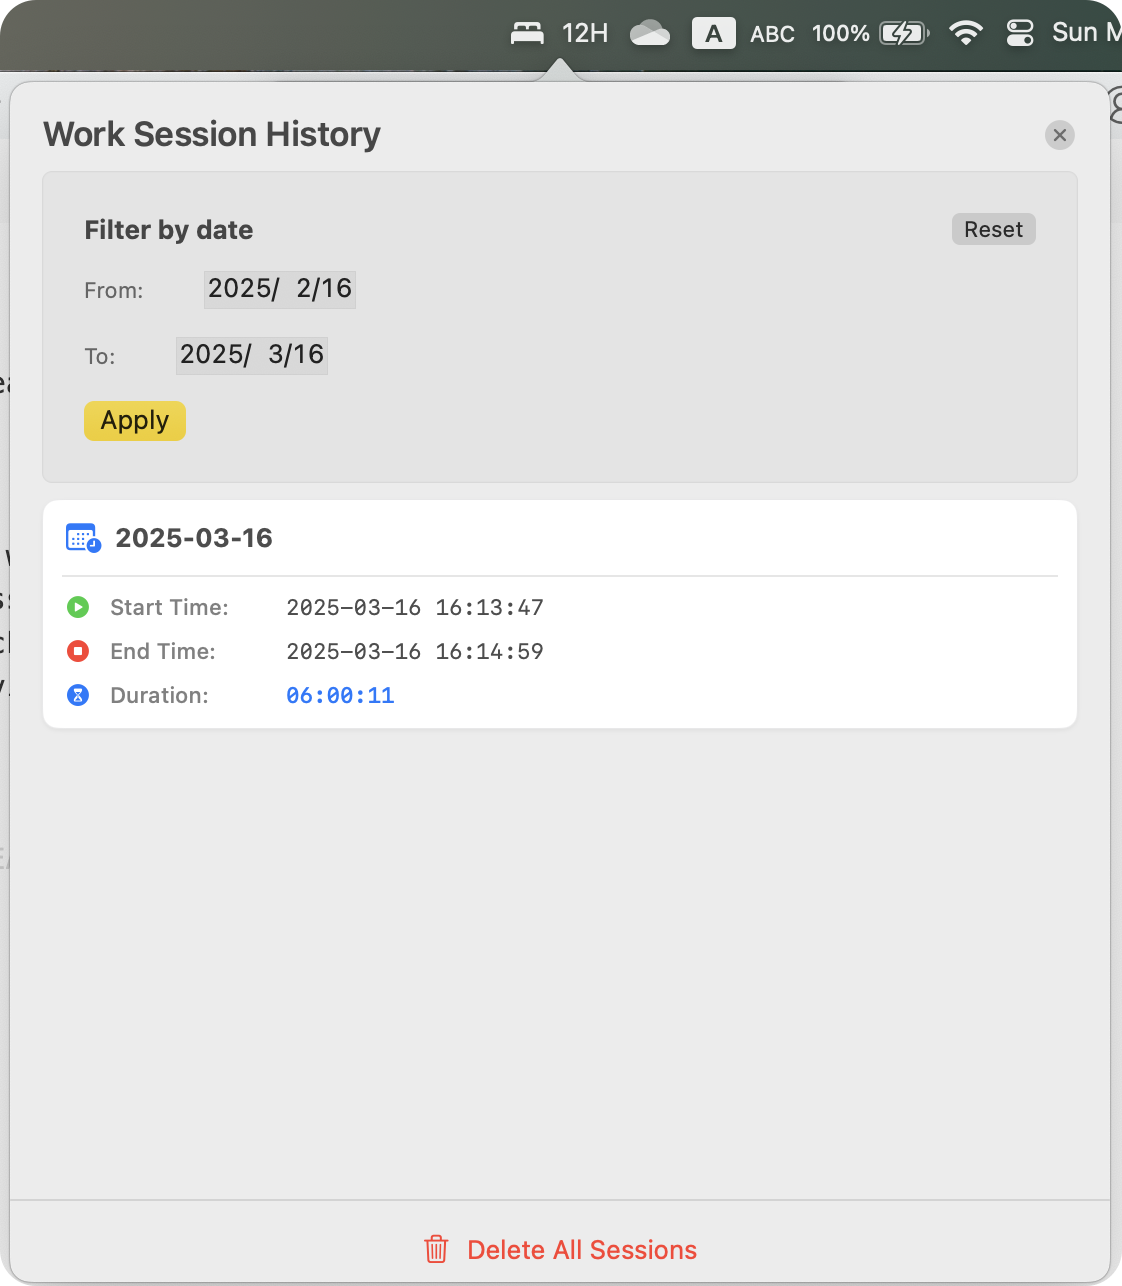 12H A ABC 100% Sun M
Work Session History
Filter by date
Reset
From: 2025/ 2/16
To: 2025/ 3/16
Apply
2025-03-16
Start Time: 2025-03-16 16:13:47
End Time: 2025-03-16 16:14:59
Duration: 06:00:11
Delete All Sessions